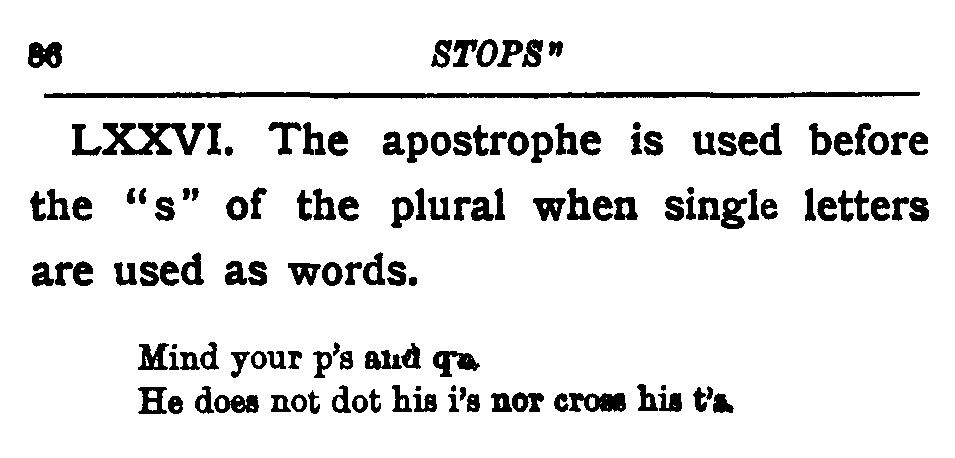 86 STOPS"
LXXVI. The apostrophe is used before
the "s" of the plural when single letters
are used as words.
Mind your p's and q's.
He does not dot his i's nor cross his t's.